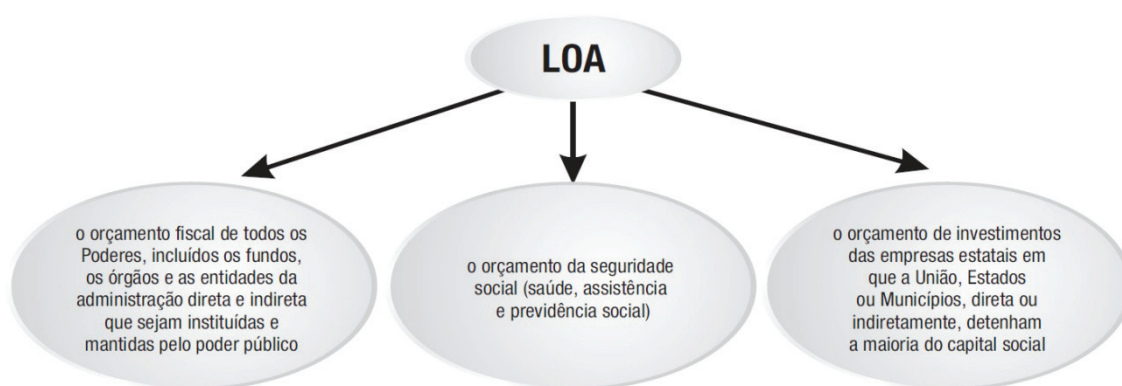 LOA
o orçamento fiscal de todos os
Poderes, incluídos os fundos,
os órgãos e as entidades da
administração direta e indireta
que sejam instituídas e
mantidas pelo poder público
o orçamento da seguridade
social (saúde, assistência
e previdência social)
o orçamento de investimentos
das empresas estatais em
que a União, Estados
ou Municípios, direta ou
indiretamente, detenham
a maioria do capital social